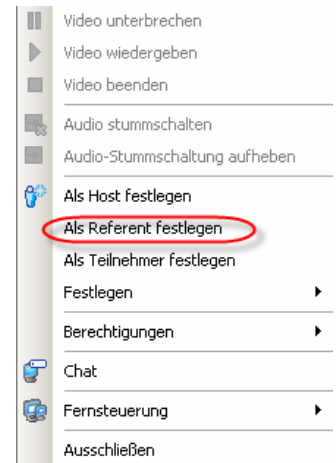 Video unterbrechen
Video wiedergeben
Video beenden
Audio stummschalten
Audio-Stummschaltung aufheben
Als Host festlegen
Als Referent festlegen
Als Teilnehmer festlegen
Festlegen
Berechtigungen
Chat
Fernsteuerung
Ausschließen